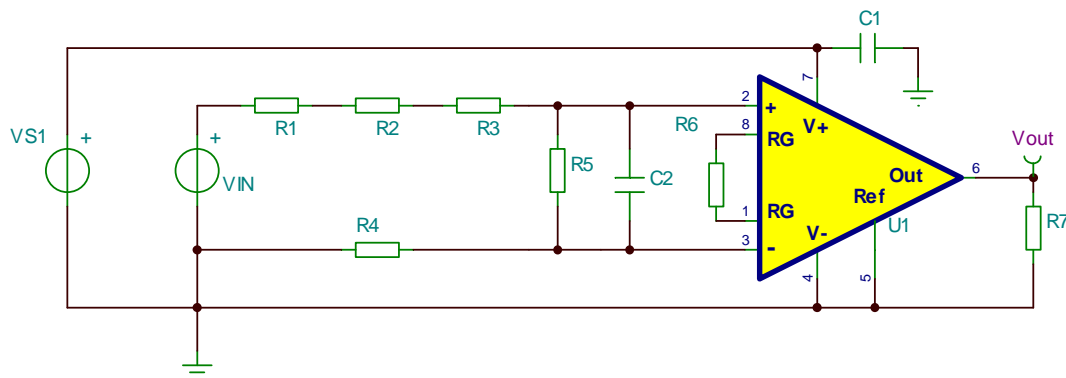 C1
7
R1
R2
R3
2
+
R6
8
RG
V+
VS1
+
+
VIN
R5
C2
Vout
Out
6
Ref
1
RG
R4
V-
U1
R7
3
-
4
5